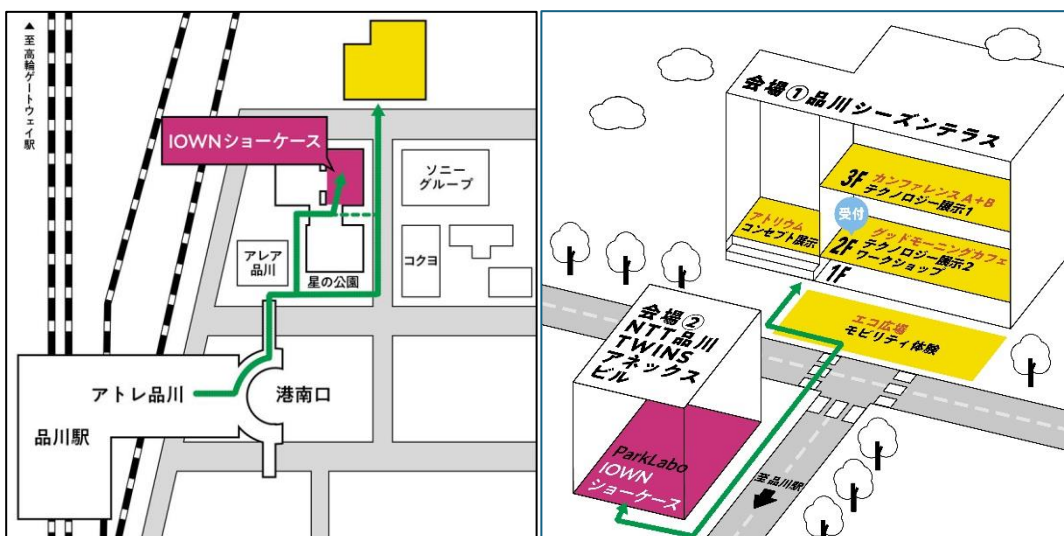 ▲至高輪ゲートウェイ駅
IOWNショーケース
ソニー
グループ
アレア
品川
星の公園
コクヨ
アトレ品川
港南口
品川駅
会場①品川シーズンテラス
3F カンファレンスA+B
テクノロジー展示1
受付
アトリウム
コンセプト展示
2F グッドモーニングカフェ
テクノロジー展示2
ワークショップ
1F
エコ広場
モビリティ体験
会場②
NTT品川
TWINS
アネックス
ビル
ParkLabo
IOWN
ショーケース
至品川駅